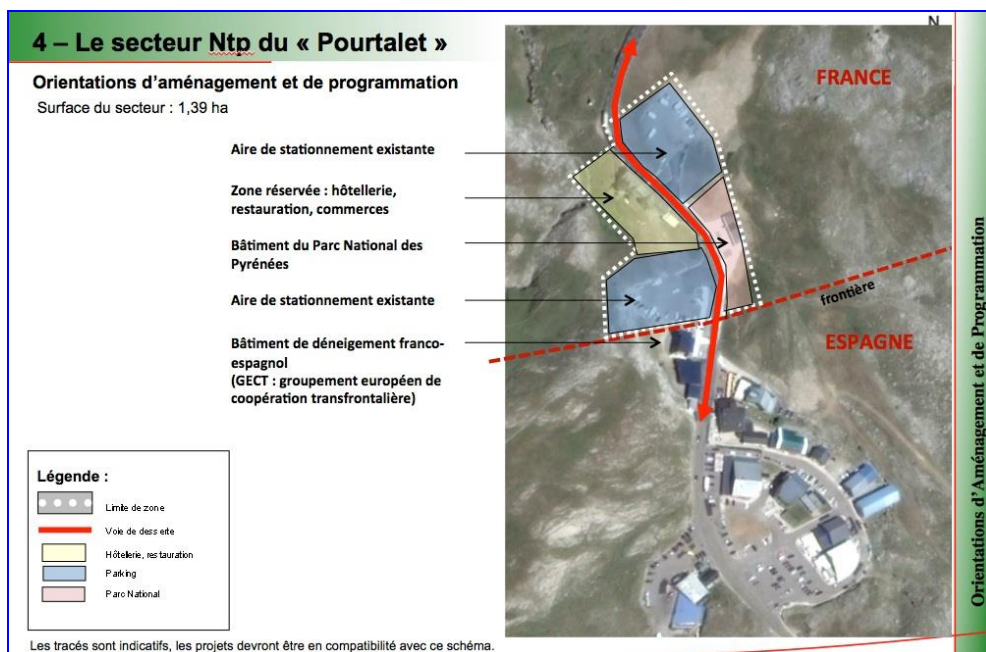 4 – Le secteur Ntp du « Pourtalet »
Orientations d'aménagement et de programmation
Surface du secteur : 1,39 ha
Aire de stationnement existante
Zone réservée : hôtellerie,
restauration, commerces
Bâtiment du Parc National des
Pyrénées
Aire de stationnement existante
Bâtiment de déneigement franco-
espagnol
(GECT : groupement européen de
coopération transfrontalière)
N
FRANCE
frontière
ESPAGNE
Légende :
Limite de zone
Voie de desserte
Hôtellerie, restauration
Parking
Parc National
Les tracés sont indicatifs, les projets devront être en compatibilité avec ce schéma.
Orientations d'Aménagement et de Programmation